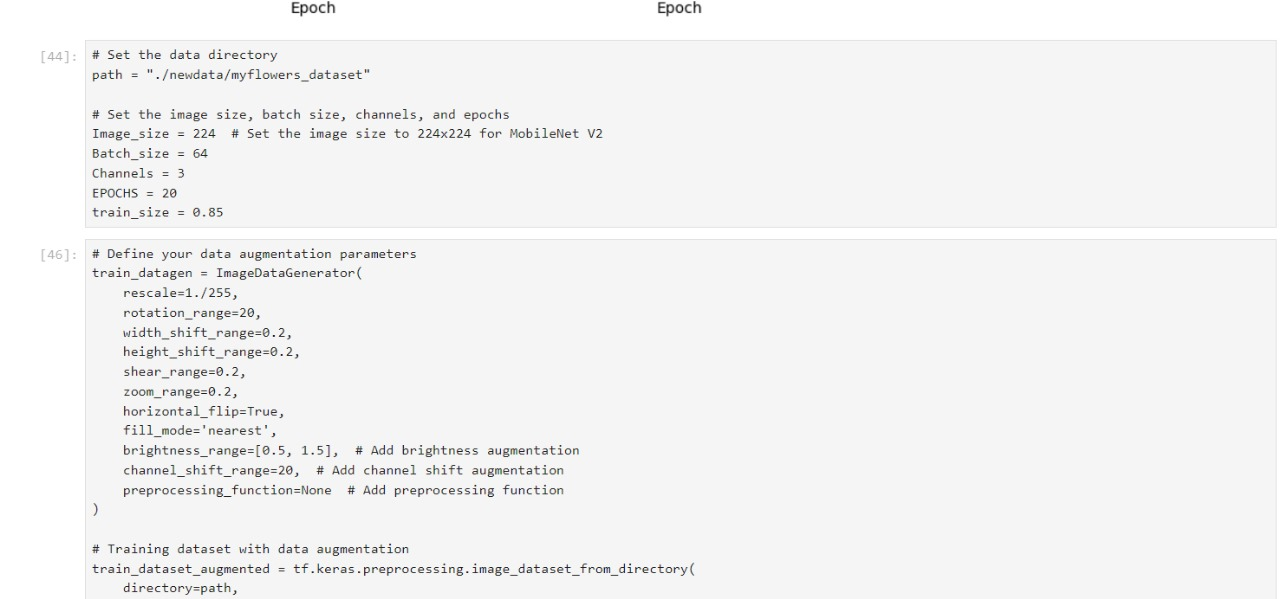 Epoch Epoch
[44]: # Set the data directory
path = "./newdata/myflowers_dataset"

# Set the image size, batch size, channels, and epochs
Image_size = 224  # Set the image size to 224x224 for MobileNet V2
Batch_size = 64
Channels = 3
EPOCHS = 20
train_size = 0.85

[46]: # Define your data augmentation parameters
train_datagen = ImageDataGenerator(
    rescale=1./255,
    rotation_range=20,
    width_shift_range=0.2,
    height_shift_range=0.2,
    shear_range=0.2,
    zoom_range=0.2,
    horizontal_flip=True,
    fill_mode='nearest',
    brightness_range=[0.5, 1.5],  # Add brightness augmentation
    channel_shift_range=20,  # Add channel shift augmentation
    preprocessing_function=None  # Add preprocessing function
)

# Training dataset with data augmentation
train_dataset_augmented = tf.keras.preprocessing.image_dataset_from_directory(
    directory=path,